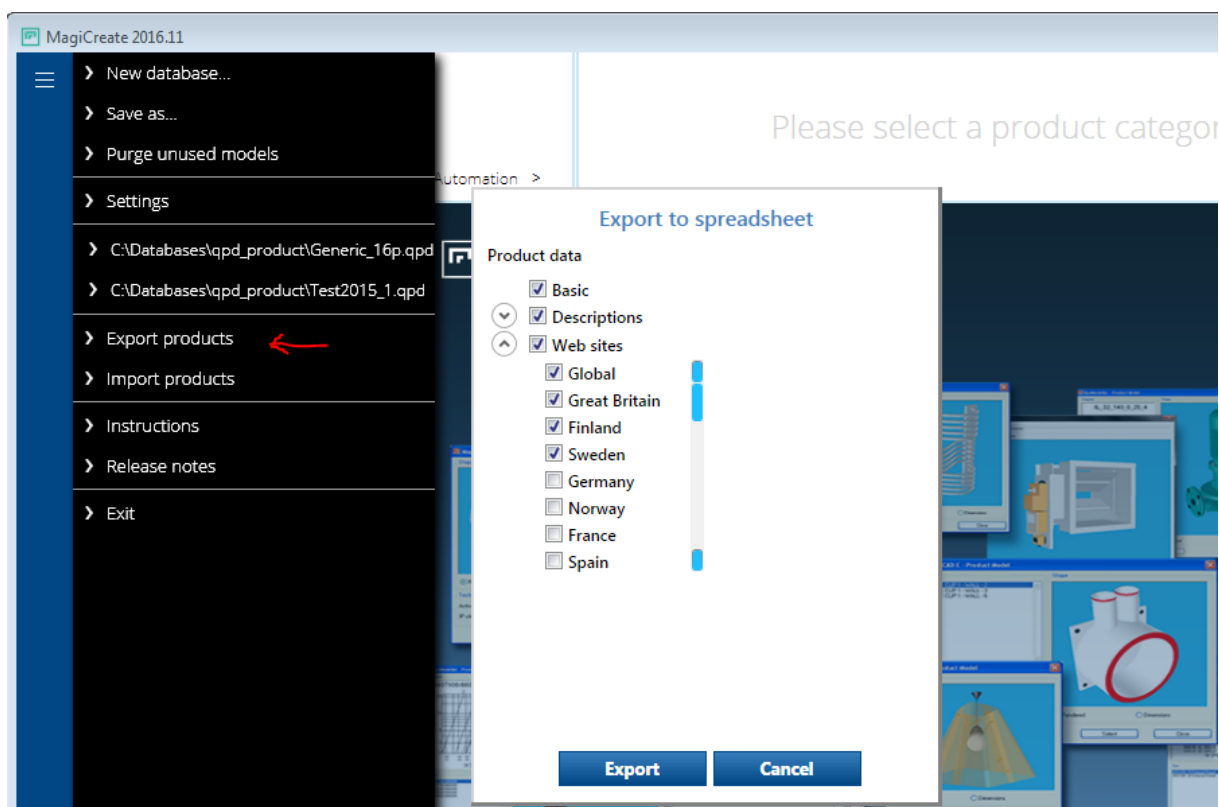 MagiCreate 2016.11
New database...
Save as...
Purge unused models
Settings
C:\Databases\qpd_product\Generic_16p.qpd
C:\Databases\qpd_product\Test2015_1.qpd
Export products
Import products
Instructions
Release notes
Exit
Please select a product categor
Automation >
Export to spreadsheet
Product data
Basic
Descriptions
Web sites
Global
Great Britain
Finland
Sweden
Germany
Norway
France
Spain
Export
Cancel